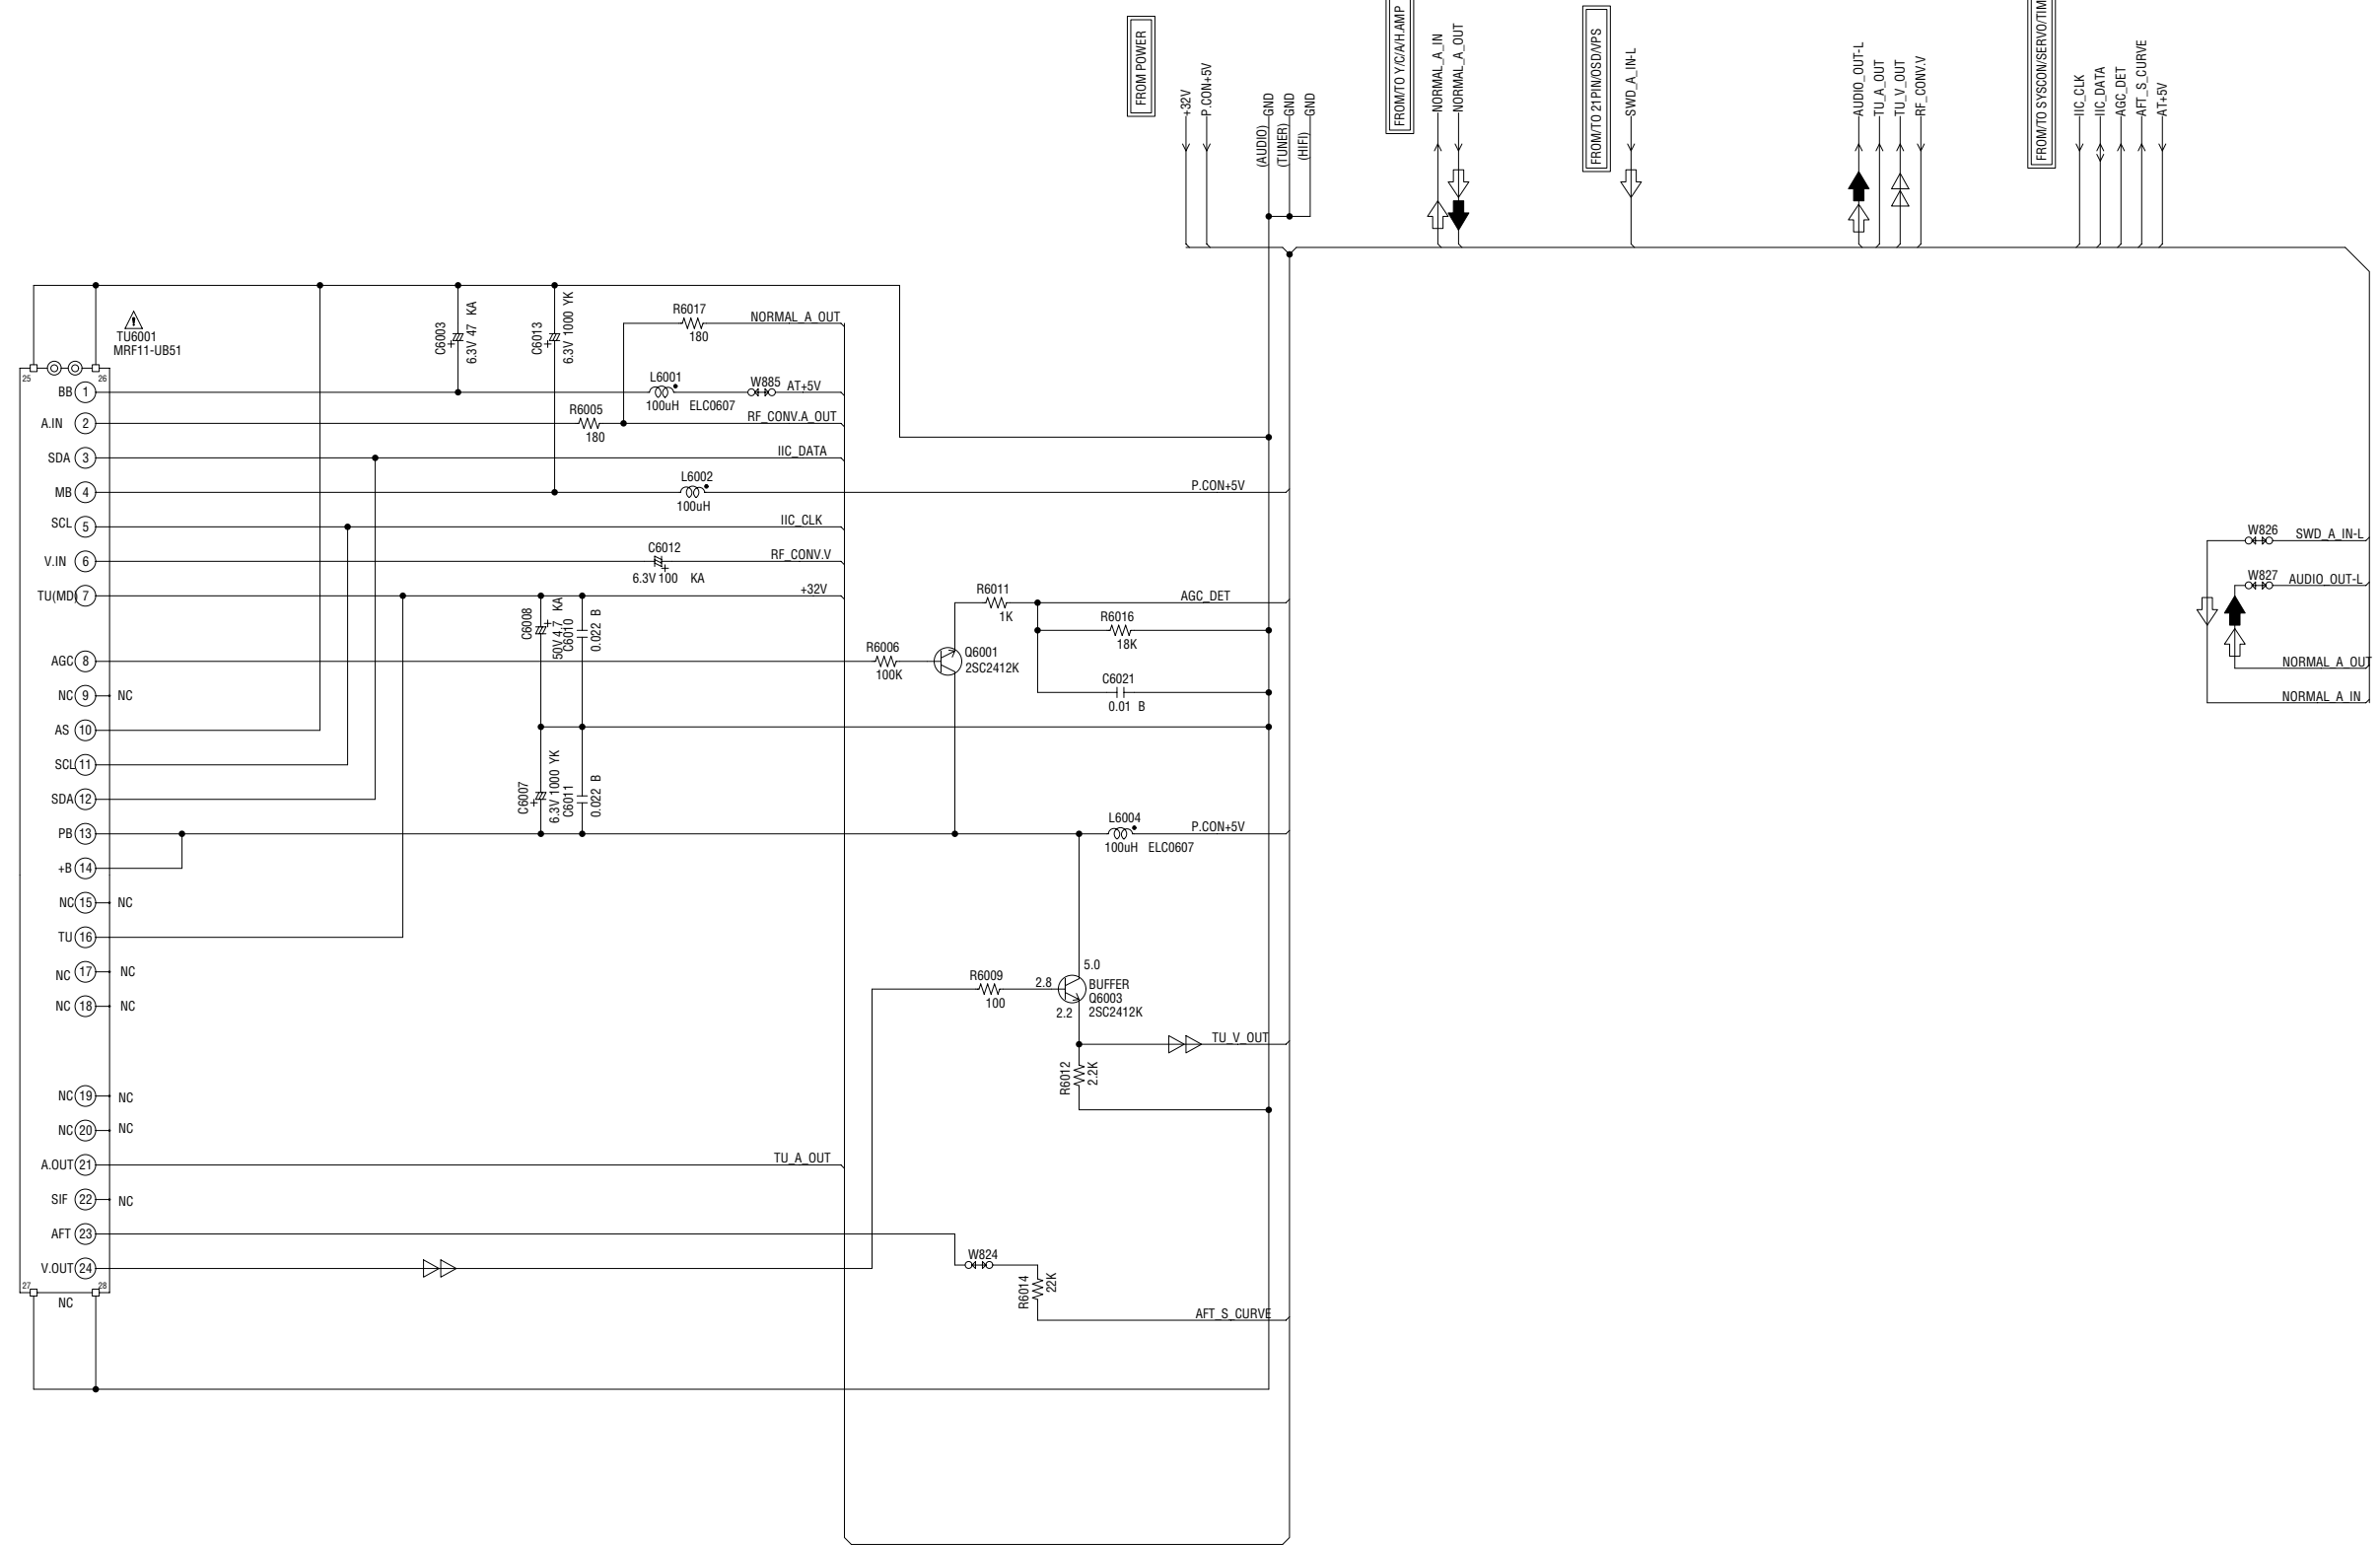 FROM POWER
+32V
P.CON+5V
(AUDIO) GND
(TUNER) GND
(HIFI) GND
FROM/TO Y/C/A/H.AMP
NORMAL_A_IN
NORMAL_A_OUT
FROM/TO 21PIN/OSD/VPS
SWD_A_IN-L
AUDIO_OUT-L
TU_A_OUT
TU_V_OUT
RF_CONV.V
FROM/TO SYSCON/SERVO/TIM
IIC_CLK
IIC_DATA
AGC_DET
AFT_S_CURVE
AT+5V
TU6001
MRF11-UB51
25
26
BB 1
A.IN 2
SDA 3
MB 4
SCL 5
V.IN 6
TU(MD) 7
AGC 8
NC 9 NC
AS 10
SCL 11
SDA 12
PB 13
+B 14
NC 15 NC
TU 16
NC 17 NC
NC 18 NC
NC 19 NC
NC 20 NC
A.OUT 21
SIF 22 NC
AFT 23
V.OUT 24
27
28
NC
C6003
6.3V 47 KA
C6013
6.3V 1000 YK
R6017
180
NORMAL_A_OUT
L6001
100uH ELC0607
W885
AT+5V
R6005
180
RF_CONV.A_OUT
IIC_DATA
L6002
100uH
P.CON+5V
IIC_CLK
C6012
6.3V 100 KA
RF_CONV.V
+32V
C6008
50V 4.7 KA
C6010
0.022 B
R6006
100K
Q6001
2SC2412K
R6011
1K
AGC_DET
R6016
18K
C6021
0.01 B
C6007
6.3V 1000 YK
C6011
0.022 B
L6004
100uH ELC0607
P.CON+5V
R6009
100
2.8
5.0
BUFFER
Q6003
2SC2412K
2.2
TU_V_OUT
R6012
2.2K
TU_A_OUT
W824
R6014
22K
AFT_S_CURVE
W826
SWD_A_IN-L
W827
AUDIO_OUT-L
NORMAL_A_OUT
NORMAL_A_IN